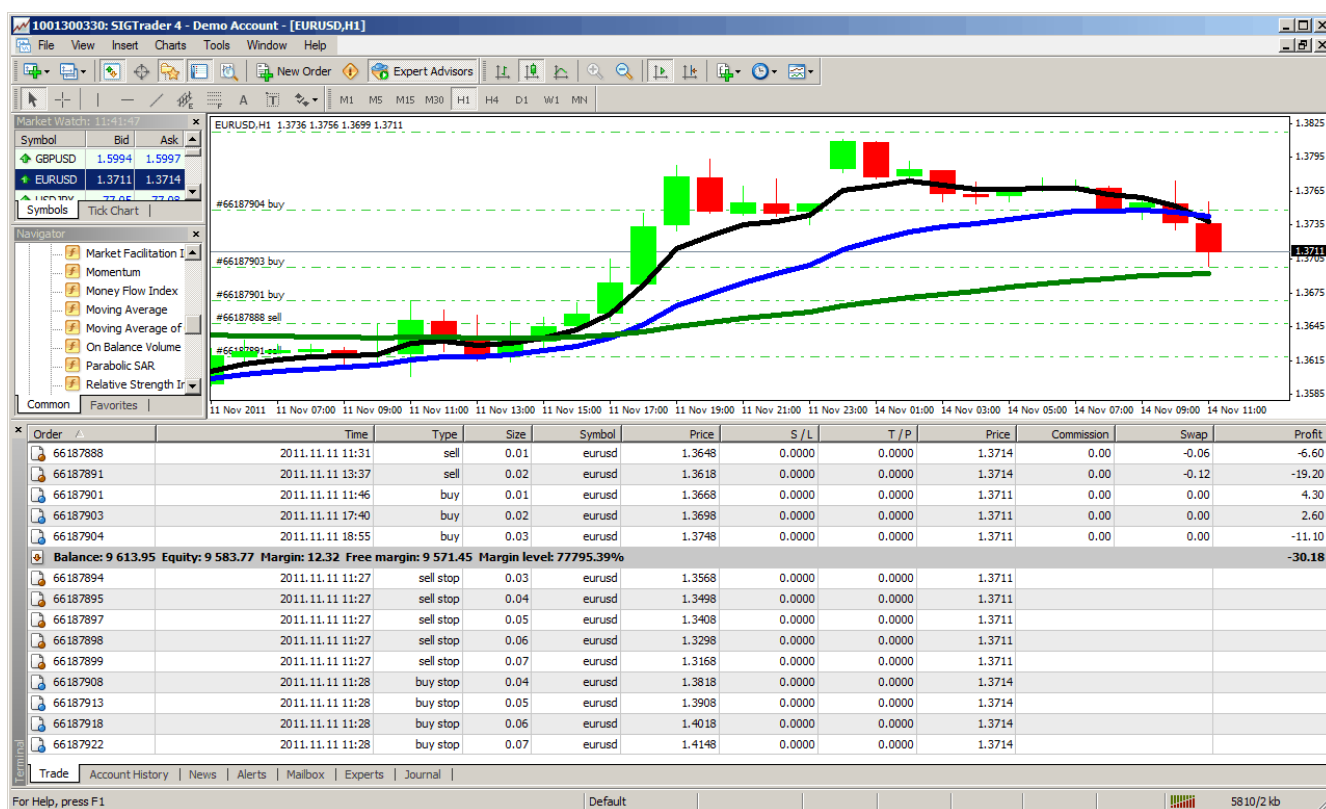 1001300330: SIGTrader 4 - Demo Account - [EURUSD,H1]
File View Insert Charts Tools Window Help
New Order Expert Advisors
A T M1 M5 M15 M30 H1 H4 D1 W1 MN
Market Watch: 11:41:47
Symbol Bid Ask
GBPUSD 1.5994 1.5997
EURUSD 1.3711 1.3714
USDJPY 77.05 77.08
Symbols Tick Chart
Navigator
Market Facilitation I
Momentum
Money Flow Index
Moving Average
Moving Average of
On Balance Volume
Parabolic SAR
Relative Strength Ir
Common Favorites
EURUSD,H1 1.3736 1.3756 1.3699 1.3711
#66187904 buy
#66187903 buy
#66187901 buy
#66187888 sell
#66187891 sell
1.3825
1.3795
1.3765
1.3735
1.3711
1.3705
1.3675
1.3645
1.3615
1.3585
11 Nov 2011 11 Nov 07:00 11 Nov 09:00 11 Nov 11:00 11 Nov 13:00 11 Nov 15:00 11 Nov 17:00 11 Nov 19:00 11 Nov 21:00 11 Nov 23:00 14 Nov 01:00 14 Nov 03:00 14 Nov 05:00 14 Nov 07:00 14 Nov 09:00 14 Nov 11:00
Order Time Type Size Symbol Price S / L T / P Price Commission Swap Profit
66187888 2011.11.11 11:31 sell 0.01 eurusd 1.3648 0.0000 0.0000 1.3714 0.00 -0.06 -6.60
66187891 2011.11.11 13:37 sell 0.02 eurusd 1.3618 0.0000 0.0000 1.3714 0.00 -0.12 -19.20
66187901 2011.11.11 11:46 buy 0.01 eurusd 1.3668 0.0000 0.0000 1.3711 0.00 0.00 4.30
66187903 2011.11.11 17:40 buy 0.02 eurusd 1.3698 0.0000 0.0000 1.3711 0.00 0.00 2.60
66187904 2011.11.11 18:55 buy 0.03 eurusd 1.3748 0.0000 0.0000 1.3711 0.00 0.00 -11.10
Balance: 9 613.95 Equity: 9 583.77 Margin: 12.32 Free margin: 9 571.45 Margin level: 77795.39% -30.18
66187894 2011.11.11 11:27 sell stop 0.03 eurusd 1.3568 0.0000 0.0000 1.3711
66187895 2011.11.11 11:27 sell stop 0.04 eurusd 1.3498 0.0000 0.0000 1.3711
66187897 2011.11.11 11:27 sell stop 0.05 eurusd 1.3408 0.0000 0.0000 1.3711
66187898 2011.11.11 11:27 sell stop 0.06 eurusd 1.3298 0.0000 0.0000 1.3711
66187899 2011.11.11 11:27 sell stop 0.07 eurusd 1.3168 0.0000 0.0000 1.3711
66187908 2011.11.11 11:28 buy stop 0.04 eurusd 1.3818 0.0000 0.0000 1.3714
66187913 2011.11.11 11:28 buy stop 0.05 eurusd 1.3908 0.0000 0.0000 1.3714
66187918 2011.11.11 11:28 buy stop 0.06 eurusd 1.4018 0.0000 0.0000 1.3714
66187922 2011.11.11 11:28 buy stop 0.07 eurusd 1.4148 0.0000 0.0000 1.3714
Terminal
Trade Account History News Alerts Mailbox Experts Journal
For Help, press F1 Default 5810/2 kb